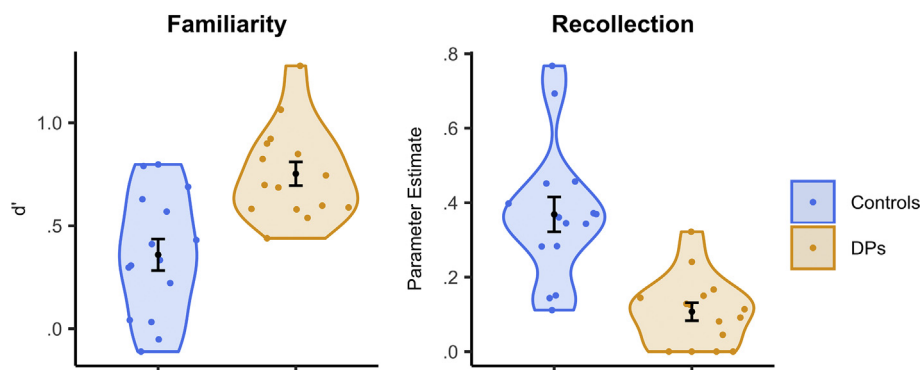 Familiarity
1.0
.5
.0
d'
Recollection
.8
.6
.4
.2
.0
Parameter Estimate
Controls
DPs